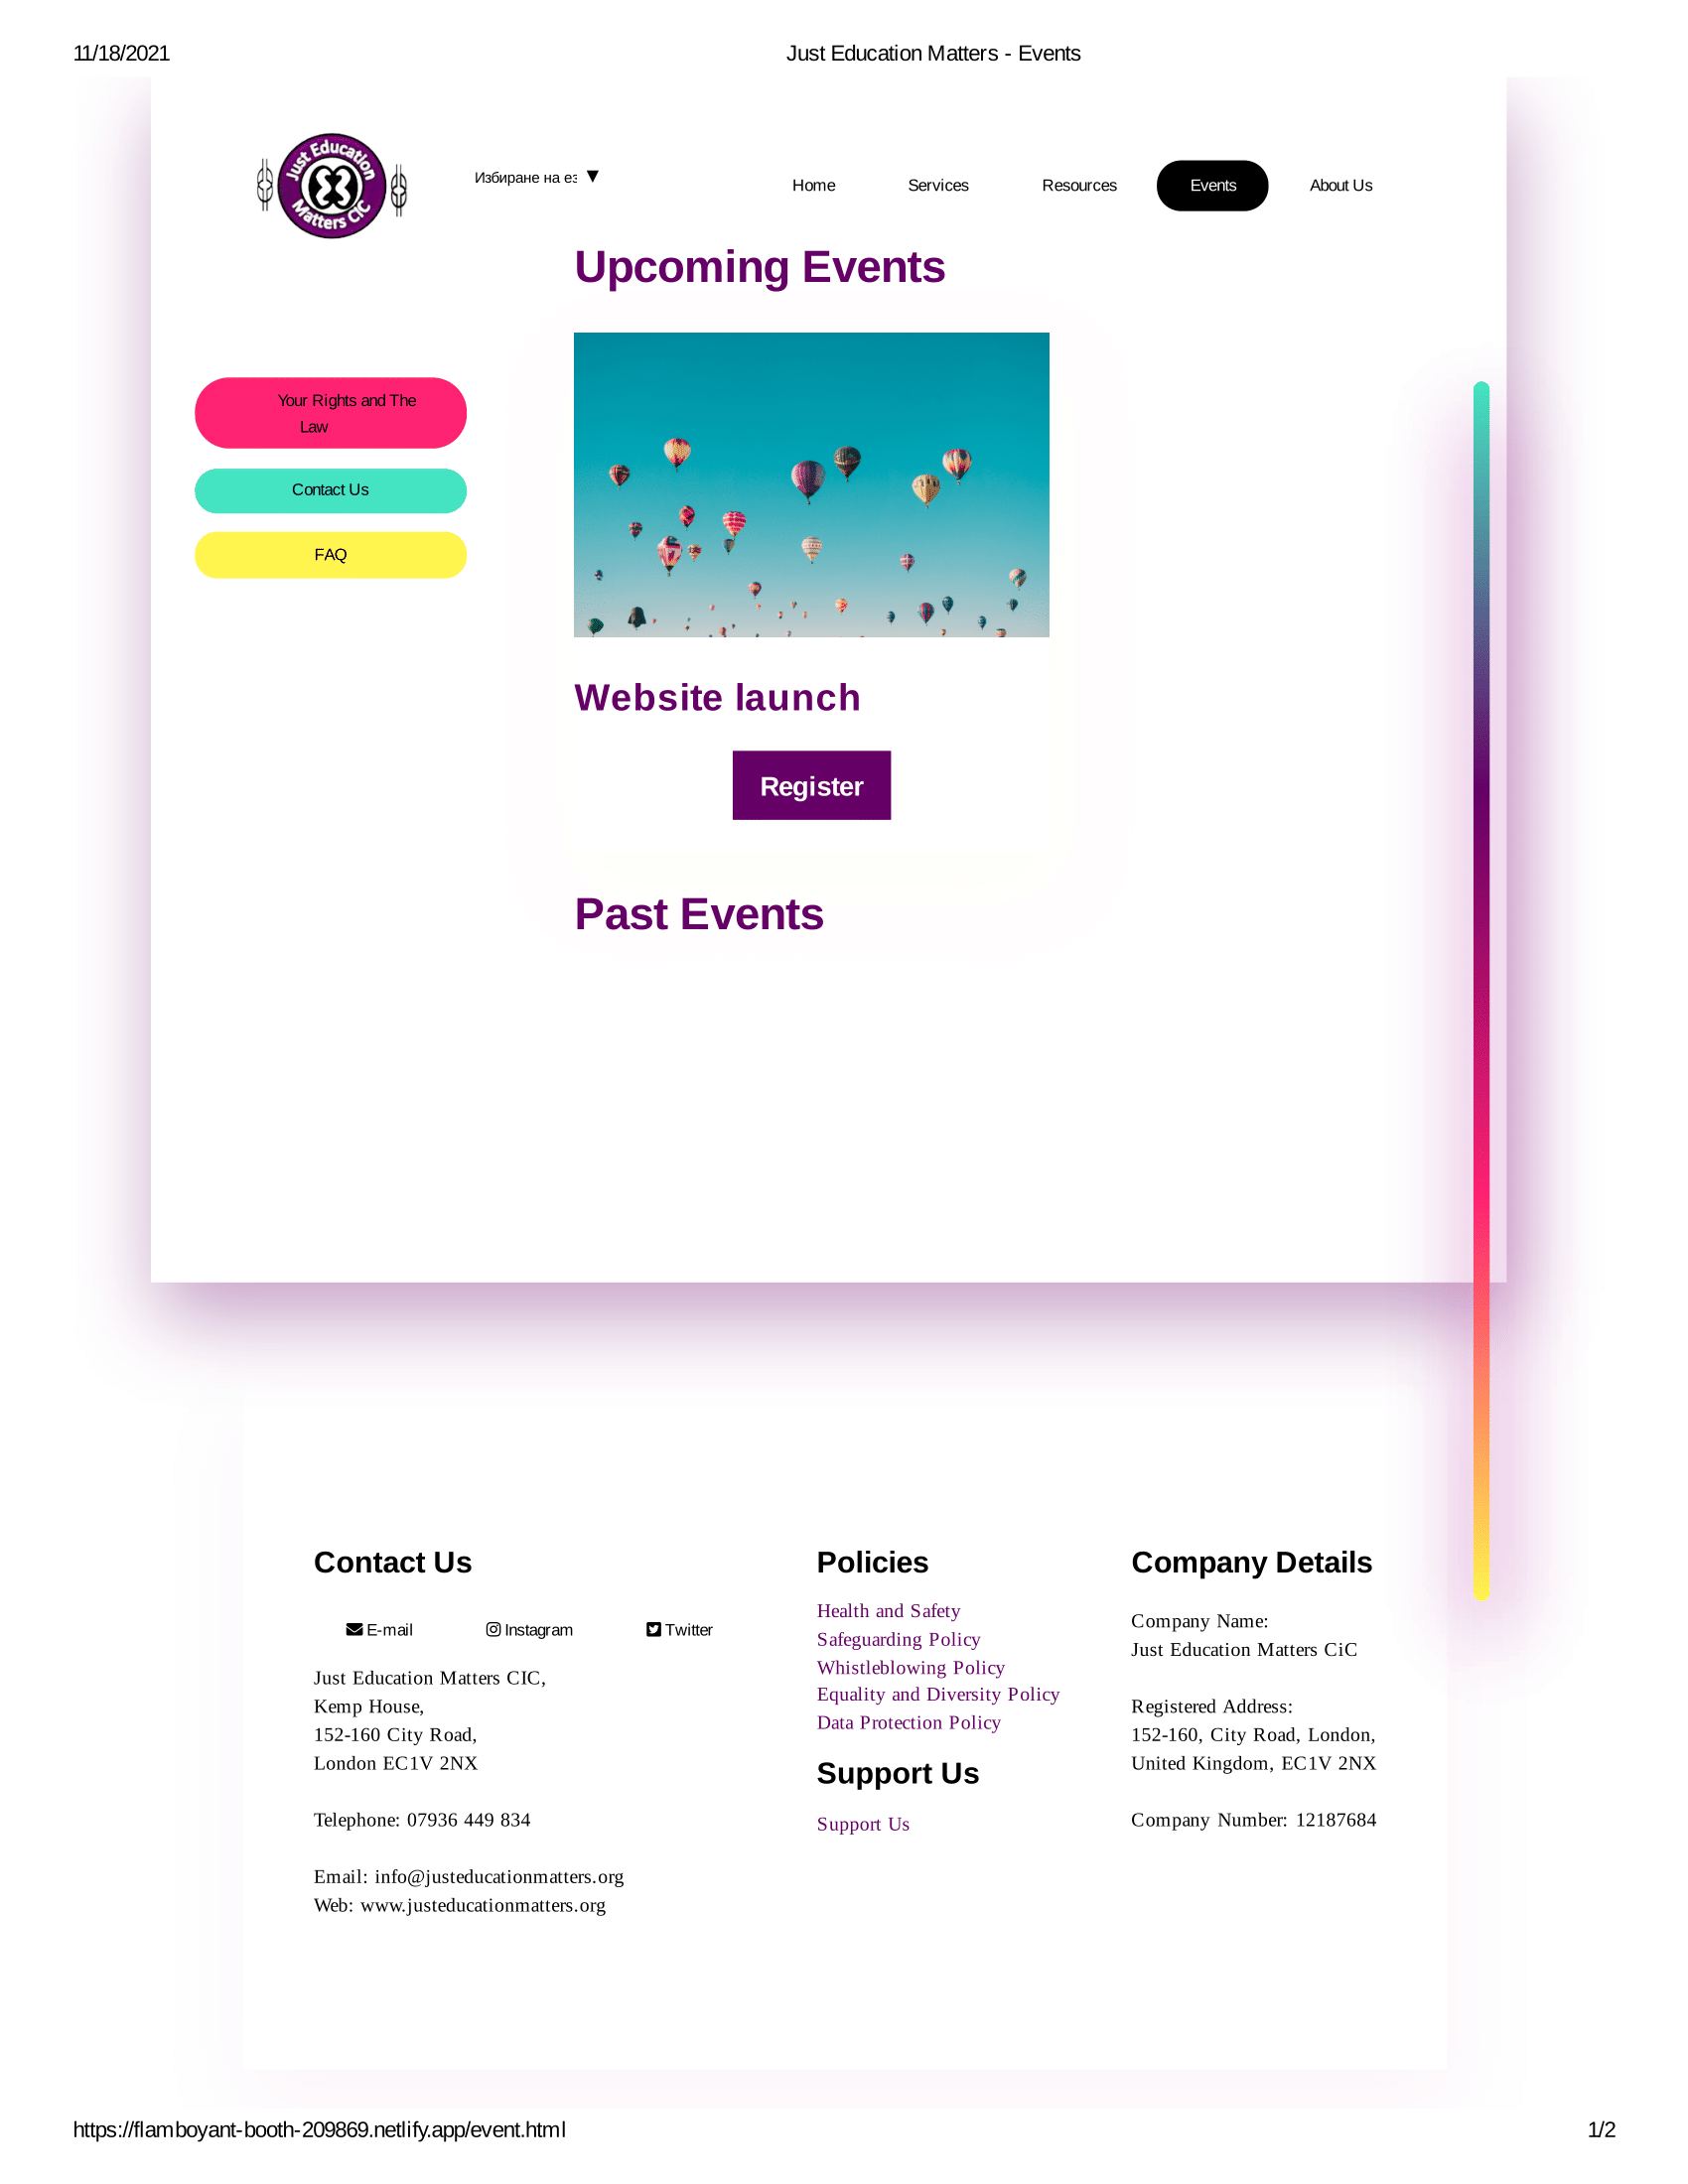 11/18/2021
Just Education Matters - Events
Just Education
Matters CiC
Избиране на ез ▼
Home
Services
Resources
Events
About Us
Upcoming Events
Your Rights and The
Law
Contact Us
FAQ
Website launch
Register
Past Events
Contact Us
E-mail
Instagram
Twitter
Just Education Matters CIC,
Kemp House,
152-160 City Road,
London EC1V 2NX
Telephone: 07936 449 834
Email: info@justeducationmatters.org
Web: www.justeducationmatters.org
Policies
Health and Safety
Safeguarding Policy
Whistleblowing Policy
Equality and Diversity Policy
Data Protection Policy
Support Us
Support Us
Company Details
Company Name:
Just Education Matters CiC
Registered Address:
152-160, City Road, London,
United Kingdom, EC1V 2NX
Company Number: 12187684
https://flamboyant-booth-209869.netlify.app/event.html
1/2